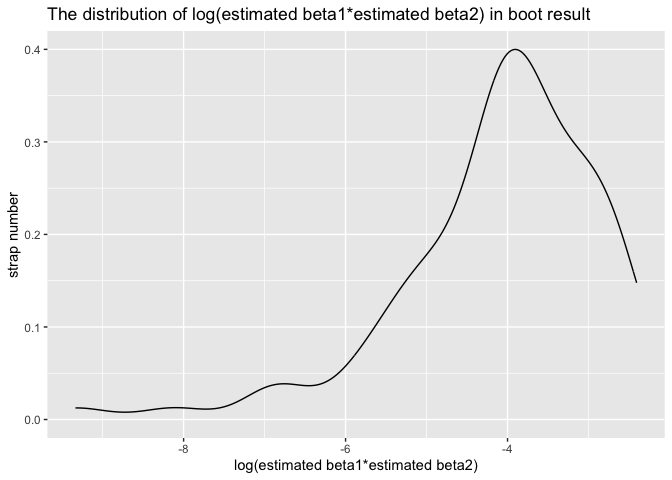 The distribution of log(estimated beta1*estimated beta2) in boot result
0.4
0.3
0.2
0.1
0.0
strap number
-8
-6
-4
log(estimated beta1*estimated beta2)